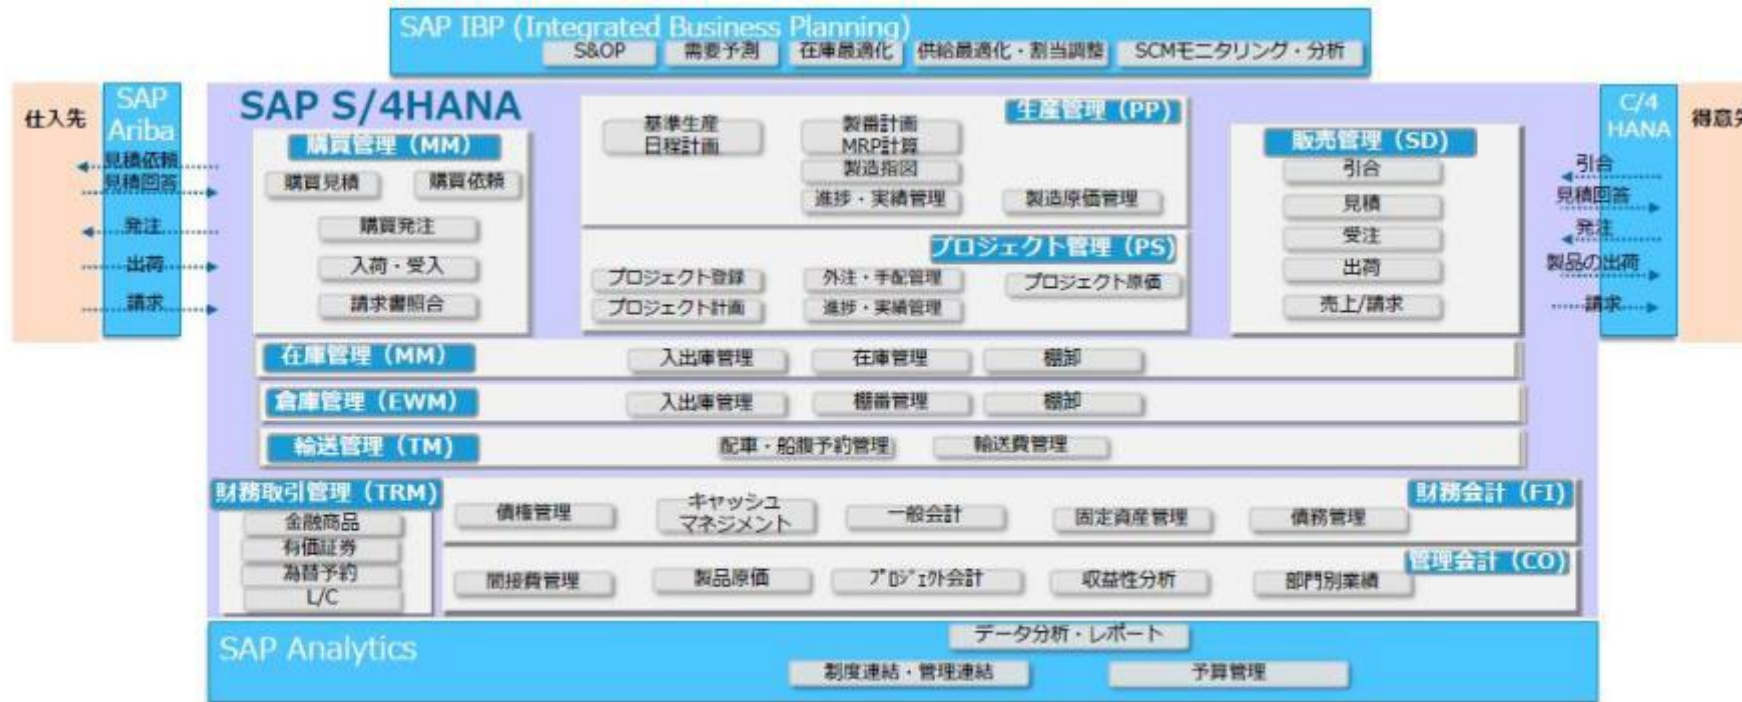 SAP IBP (Integrated Business Planning)
S&OP
需要予測
在庫最適化
供給最適化・割当調整
SCMモニタリング・分析
仕入先
SAP
Ariba
見積依頼
見積回答
発注
出荷
請求
SAP S/4HANA
購買管理（MM）
購買見積
購買依頼
購買発注
入荷・受入
請求書照合
生産管理（PP）
基準生産
日程計画
製番計画
MRP計算
製造指図
進捗・実績管理
製造原価管理
プロジェクト管理（PS）
プロジェクト登録
外注・手配管理
プロジェクト原価
プロジェクト計画
進捗・実績管理
販売管理（SD）
引合
見積
受注
出荷
売上/請求
C/4
HANA
得意先
引合
見積回答
発注
製品の出荷
請求
在庫管理（MM）
入出庫管理
在庫管理
棚卸
倉庫管理（EWM）
入出庫管理
棚番管理
棚卸
輸送管理（TM）
配車・船腹予約管理
輸送費管理
財務取引管理（TRM）
金融商品
有価証券
為替予約
L/C
財務会計（FI）
債権管理
キャッシュ
マネジメント
一般会計
固定資産管理
債務管理
管理会計（CO）
間接費管理
製品原価
ﾌﾟﾛｼﾞｪｸﾄ会計
収益性分析
部門別業績
SAP Analytics
データ分析・レポート
制度連結・管理連結
予算管理